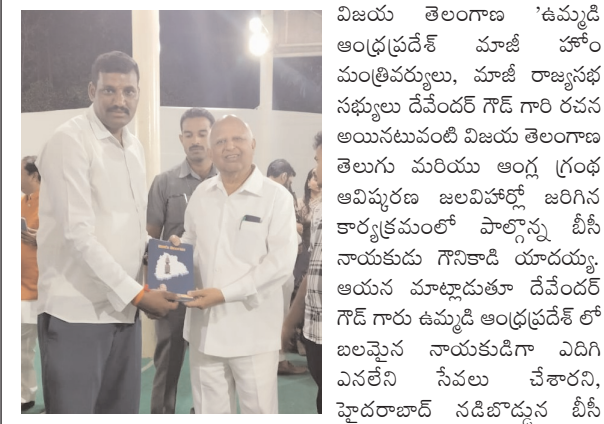 విజయ తెలంగాణ 'ఉమ్మడి
ఆంధ్రప్రదేశ్ మాజీ హోం
మంత్రివర్యులు, మాజీ రాజ్యసభ
సభ్యులు దేవేందర్ గౌడ్ గారి రచన
అయినటువంటి విజయ తెలంగాణ
తెలుగు మరియు ఆంగ్ల గ్రంథ
ఆవిష్కరణ జలవిహార్లో జరిగిన
కార్యక్రమంలో పాల్గొన్న బీసీ
నాయకుడు గౌనికాడి యాదయ్య.
ఆయన మాట్లాడుతూ దేవేందర్
గౌడ్ గారు ఉమ్మడి ఆంధ్రప్రదేశ్ లో
బలమైన నాయకుడిగా ఎదిగి
ఎనలేని సేవలు చేశారని,
హైదరాబాద్ నడిబొడ్డున బీసీ